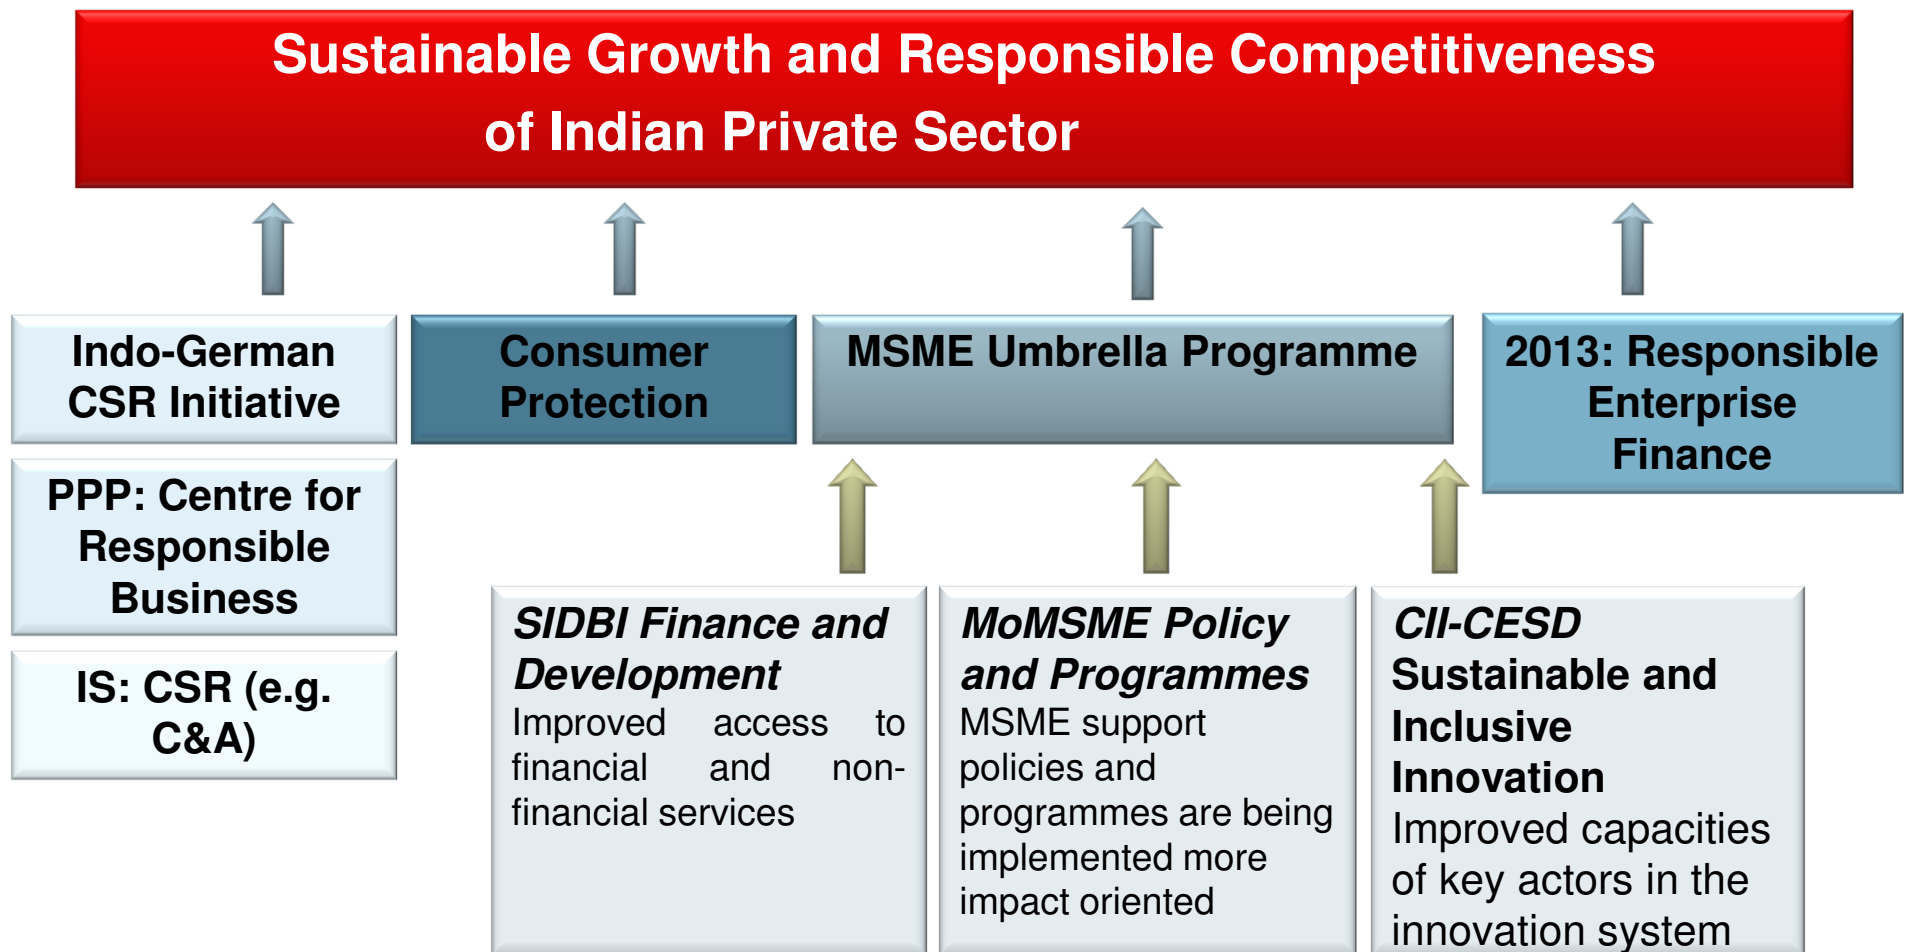 Sustainable Growth and Responsible Competitiveness
of Indian Private Sector
Indo-German
CSR Initiative
Consumer
Protection
MSME Umbrella Programme
2013: Responsible
Enterprise
Finance
PPP: Centre for
Responsible
Business
IS: CSR (e.g.
C&A)
SIDBI Finance and
Development
Improved access to
financial and non-
financial services
MoMSME Policy
and Programmes
MSME support
policies and
programmes are being
implemented more
impact oriented
CII-CESD
Sustainable and
Inclusive
Innovation
Improved capacities
of key actors in the
innovation system